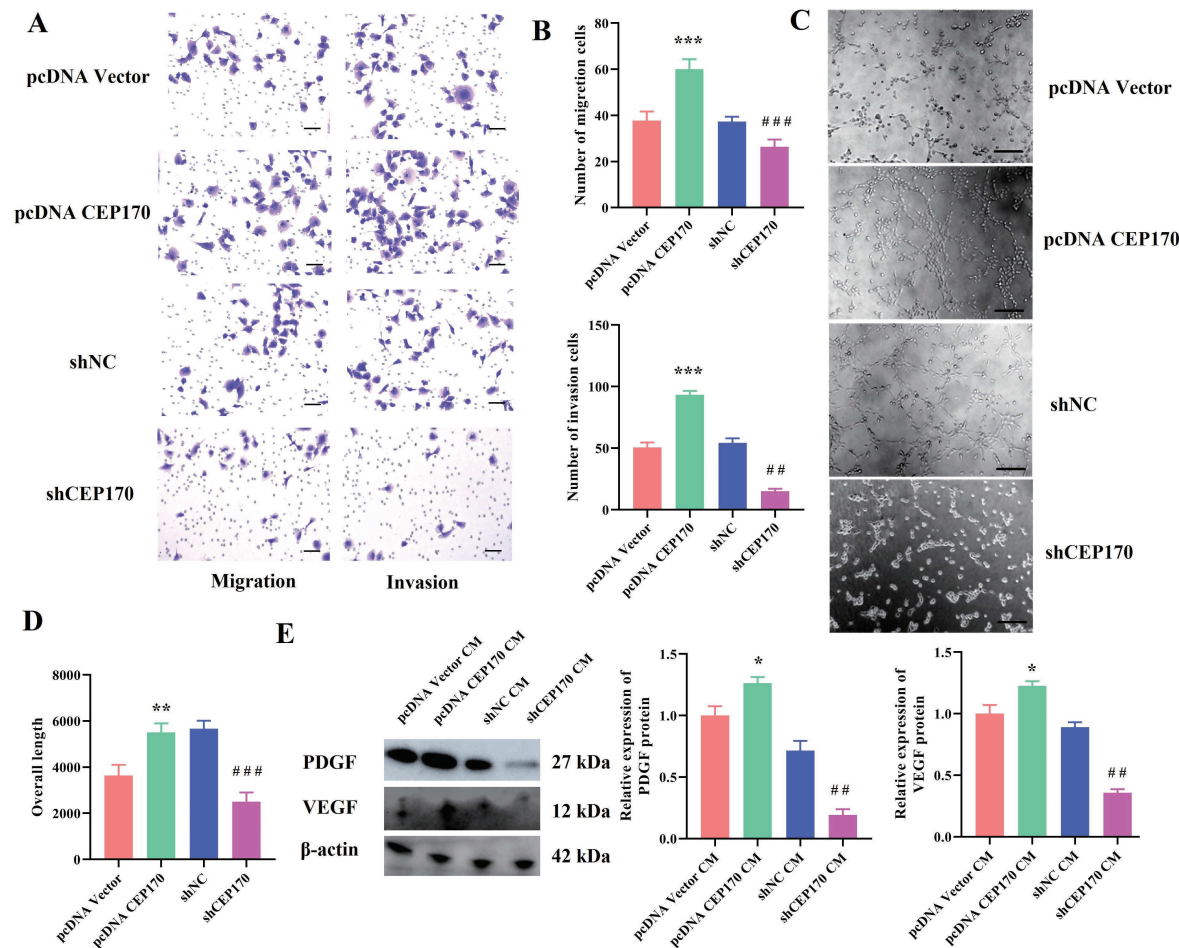 A
pcDNA Vector
pcDNA CEP170
shNC
shCEP170
Migration
Invasion
B
Number of migration cells
80
60
40
20
0
***
###
pcDNA Vector
pcDNA CEP170
shNC
shCEP170
Number of invasion cells
150
100
50
0
***
##
pcDNA Vector
pcDNA CEP170
shNC
shCEP170
C
pcDNA Vector
pcDNA CEP170
shNC
shCEP170
D
Overall length
8000
6000
4000
2000
0
**
###
pcDNA Vector
pcDNA CEP170
shNC
shCEP170
E
pcDNA Vector CM
pcDNA CEP170 CM
shNC CM
shCEP170 CM
PDGF
27 kDa
VEGF
12 kDa
β-actin
42 kDa
Relative expression of
PDGF protein
1.5
1.0
0.5
0.0
*
##
pcDNA Vector CM
pcDNA CEP170 CM
shNC CM
shCEP170 CM
Relative expression of
VEGF protein
1.5
1.0
0.5
0.0
*
##
pcDNA Vector CM
pcDNA CEP170 CM
shNC CM
shCEP170 CM